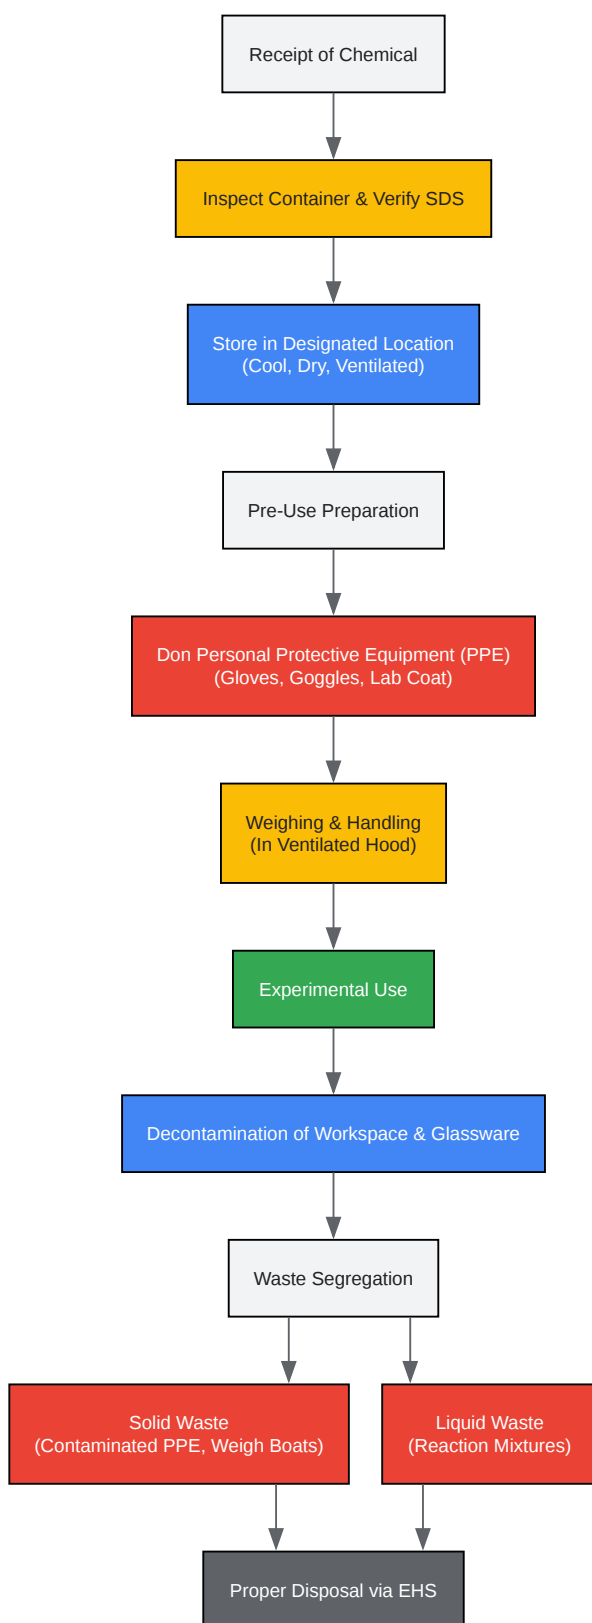 Receipt of Chemical
Inspect Container & Verify SDS
Store in Designated Location
(Cool, Dry, Ventilated)
Pre-Use Preparation
Don Personal Protective Equipment (PPE)
(Gloves, Goggles, Lab Coat)
Weighing & Handling
(In Ventilated Hood)
Experimental Use
Decontamination of Workspace & Glassware
Waste Segregation
Solid Waste
(Contaminated PPE, Weigh Boats)
Liquid Waste
(Reaction Mixtures)
Proper Disposal via EHS